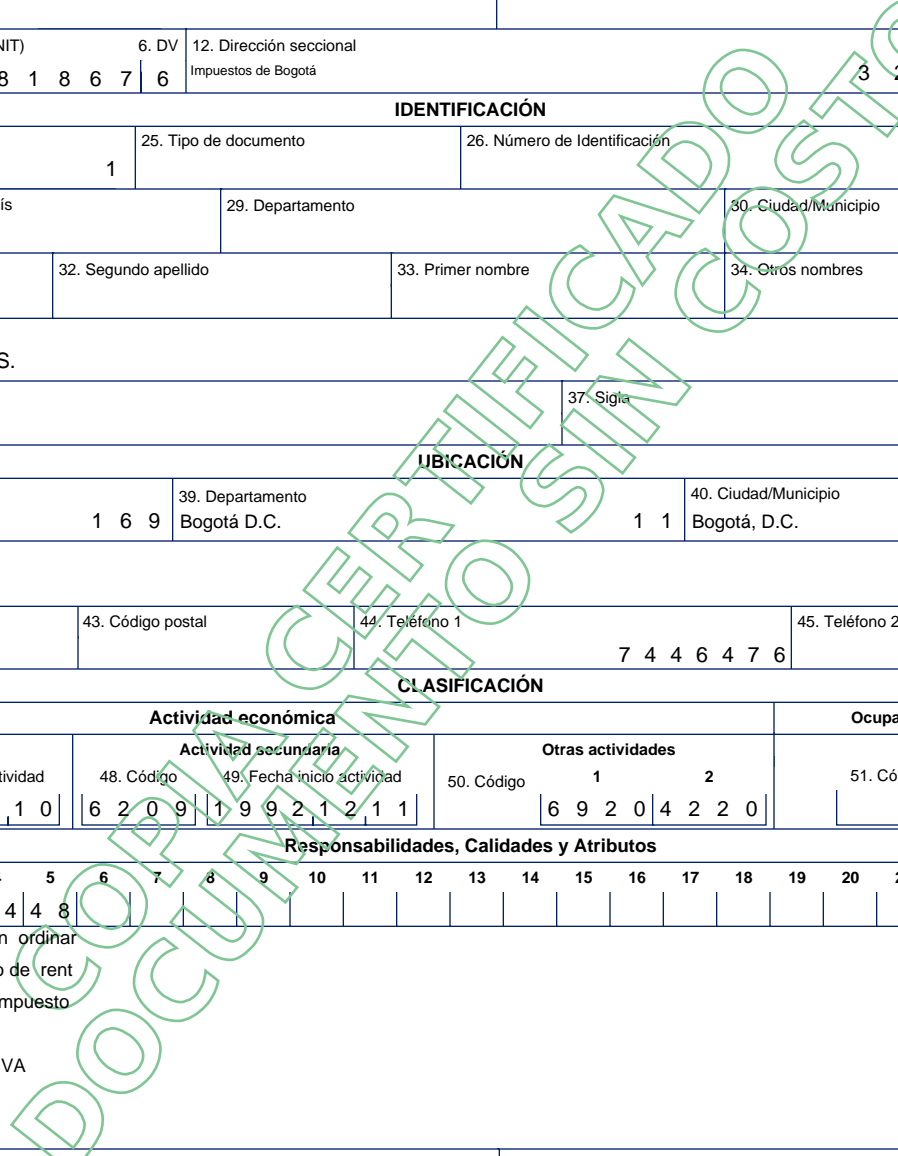 NIT) 6. DV 12. Dirección seccional
8 1 8 6 7 6 Impuestos de Bogotá 3 2
IDENTIFICACIÓN
25. Tipo de documento 26. Número de Identificación
1
ís 29. Departamento 30. Ciudad/Municipio
32. Segundo apellido 33. Primer nombre 34. Otros nombres
S.
37. Sigla
UBICACIÓN
39. Departamento 40. Ciudad/Municipio
1 6 9 Bogotá D.C. 1 1 Bogotá, D.C.
43. Código postal 44. Teléfono 1 45. Teléfono 2
7 4 4 6 4 7 6
CLASIFICACIÓN
Actividad económica Ocupa
Actividad secundaria Otras actividades
tividad 48. Código 49. Fecha inicio actividad 50. Código 1 2 51. Có
1 0 6 2 0 9 1 9 9 2 1 2 1 1 6 9 2 0 4 2 2 0
Responsabilidades, Calidades y Atributos
5 6 7 8 9 10 11 12 13 14 15 16 17 18 19 20
4 4 8
n ordinar
o de rent
mpuesto
VA
COPIA CERTIFICADO
DOCUMENTO SIN COSTO